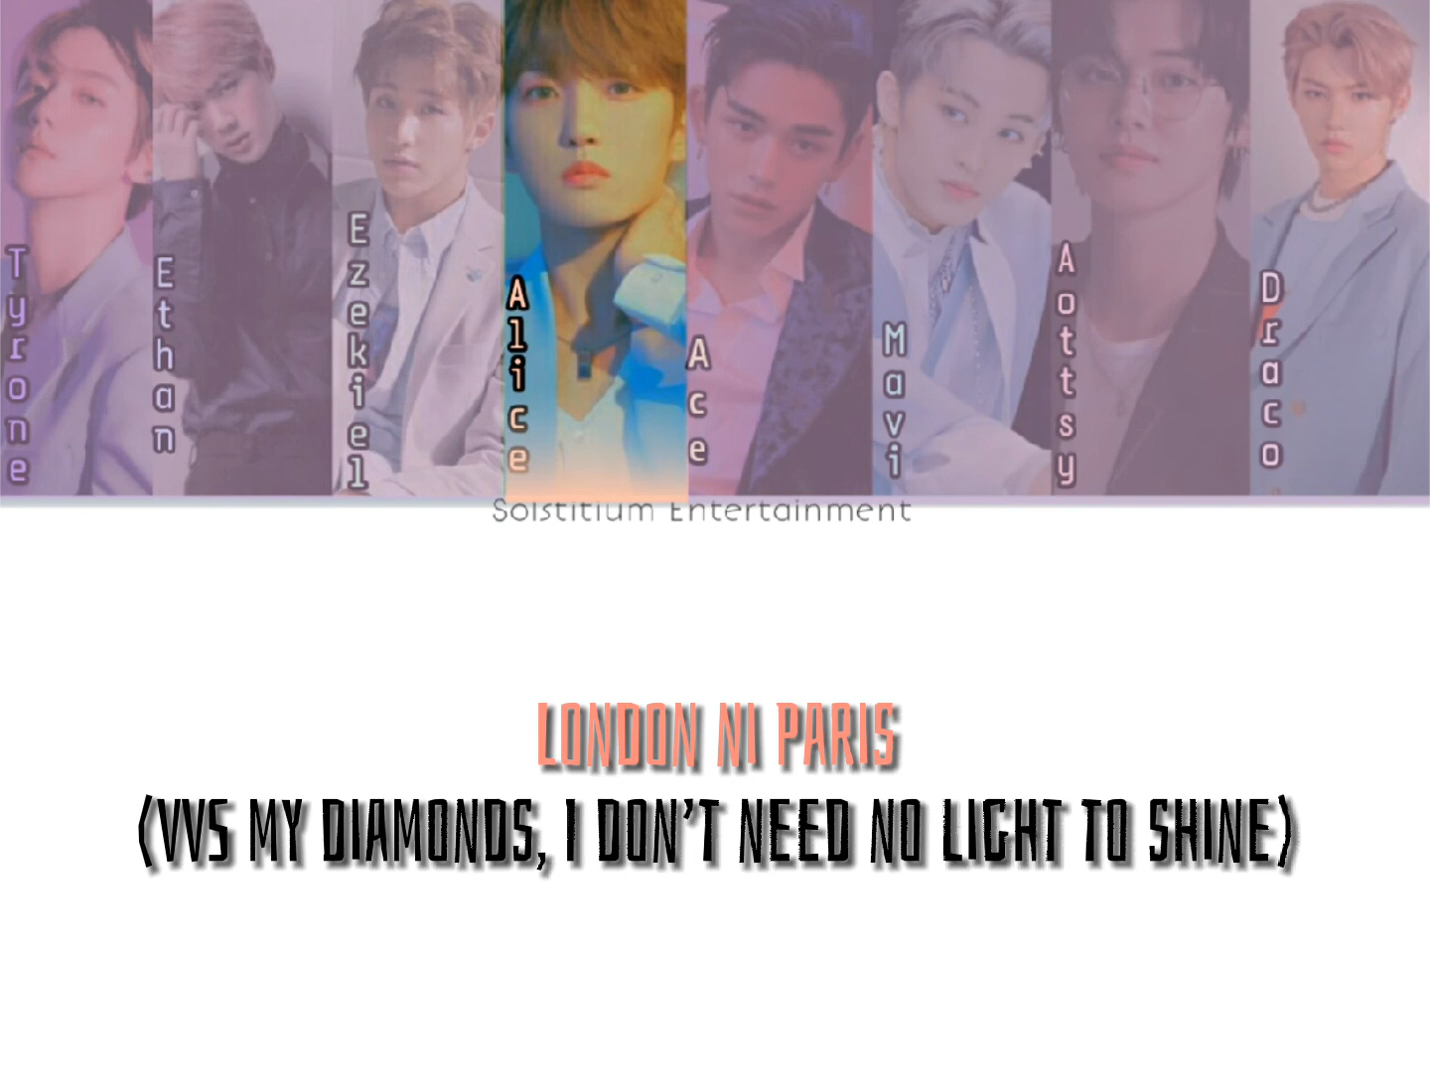 Tyrone
Ethan
Ezekiel
Alice
Ace
Mavi
Aottsy
Draco
Solstitium Entertainment
LONDON NI PARIS
(VVS MY DIAMONDS, I DON'T NEED NO LIGHT TO SHINE)